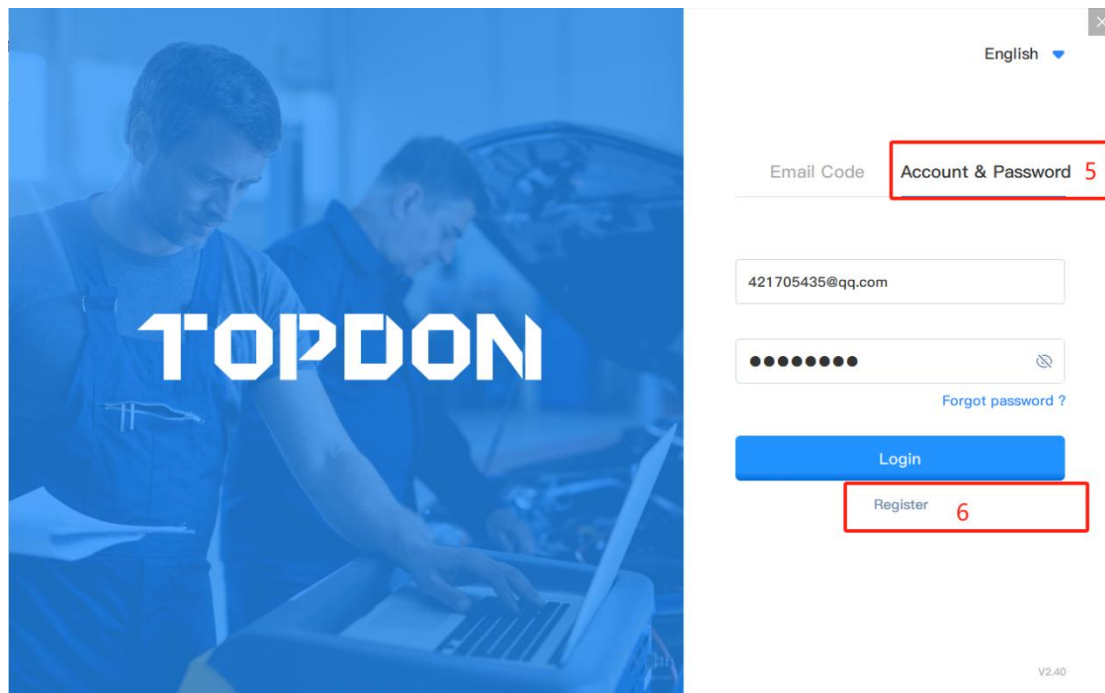 English
Email Code
Account & Password 5
421705435@qq.com
TOPDON
●●●●●●●●
Forgot password ?
Login
Register 6
V2.40